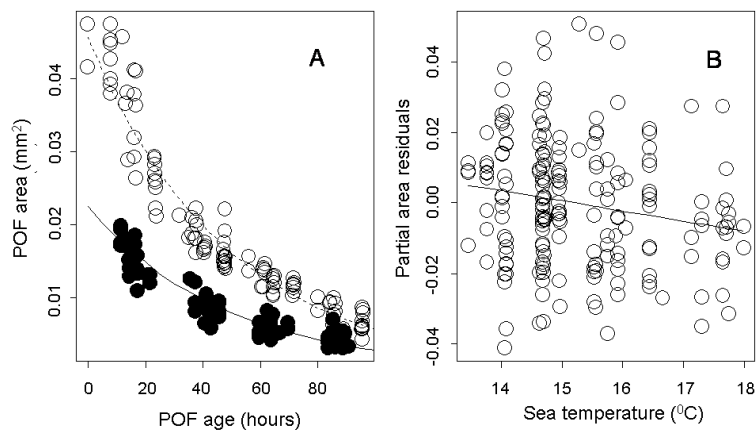 A
POF area (mm²)
0.04
0.03
0.02
0.01
0 20 40 60 80
POF age (hours)
B
Partial area residuals
0.04
0.02
0.00
-0.02
-0.04
14 15 16 17 18
Sea temperature (⁰C)